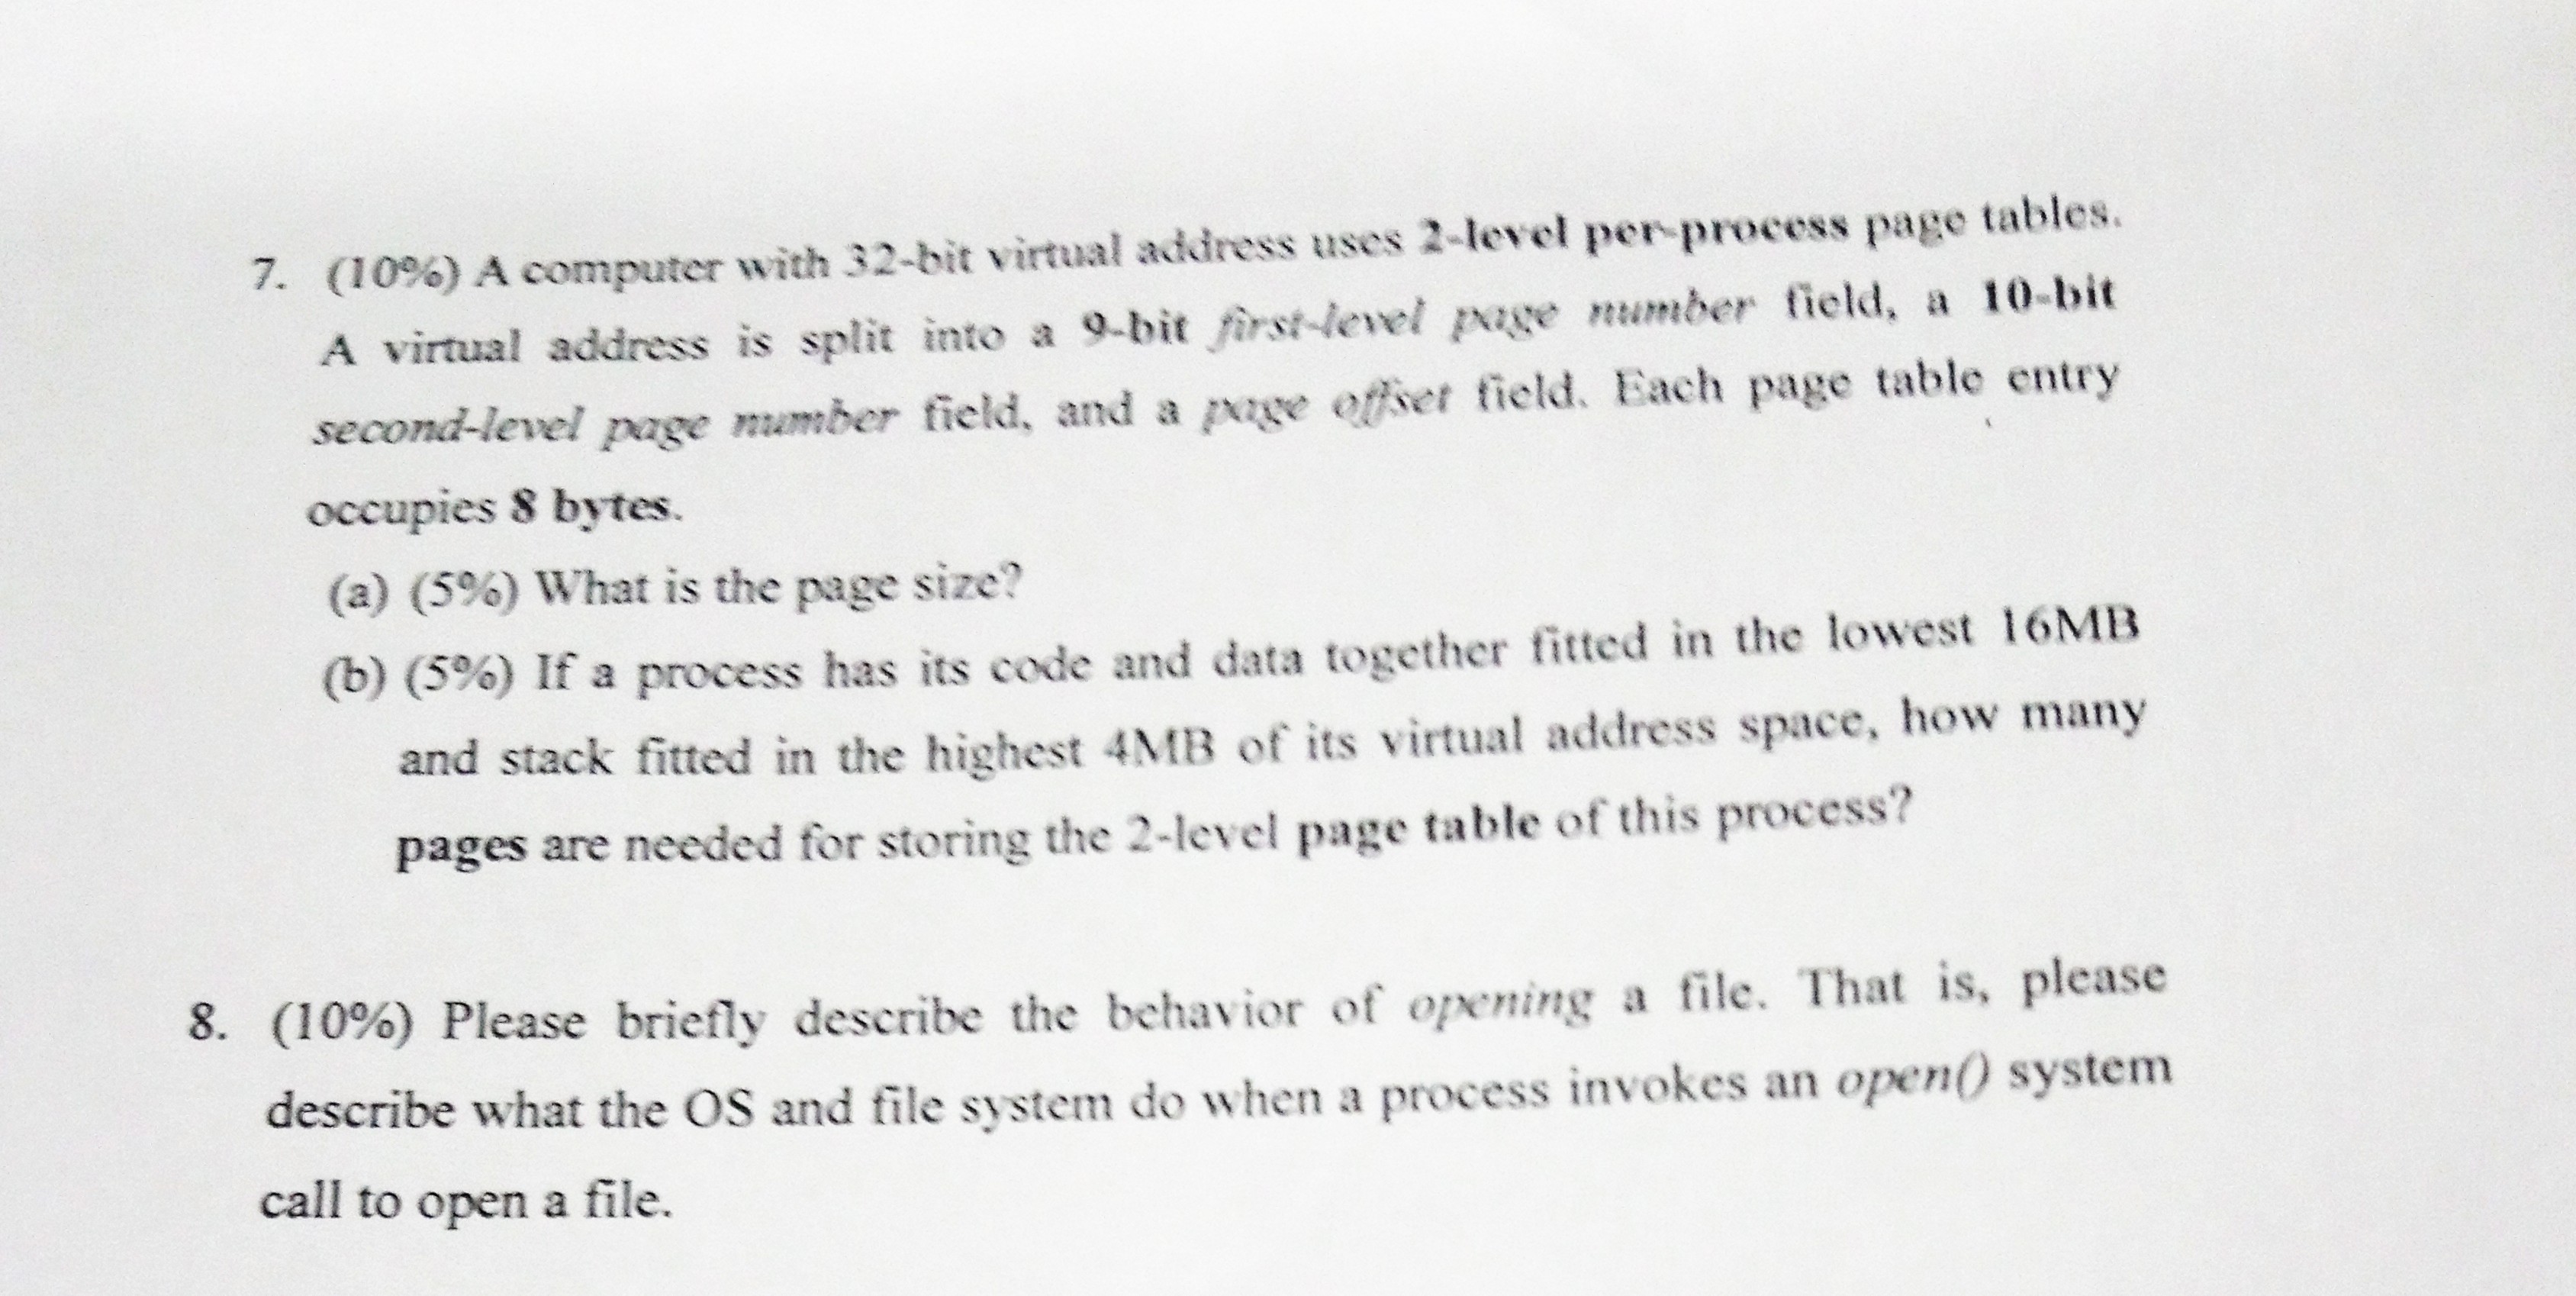 7. (10%) A computer with 32-bit virtual address uses 2-level per-process page tables.
A virtual address is split into a 9-bit first-level page number field, a 10-bit
second-level page number field, and a page offset field. Each page table entry
occupies 8 bytes.
(a) (5%) What is the page size?
(b) (5%) If a process has its code and data together fitted in the lowest 16MB
and stack fitted in the highest 4MB of its virtual address space, how many
pages are needed for storing the 2-level page table of this process?
8. (10%) Please briefly describe the behavior of opening a file. That is, please
describe what the OS and file system do when a process invokes an open() system
call to open a file.